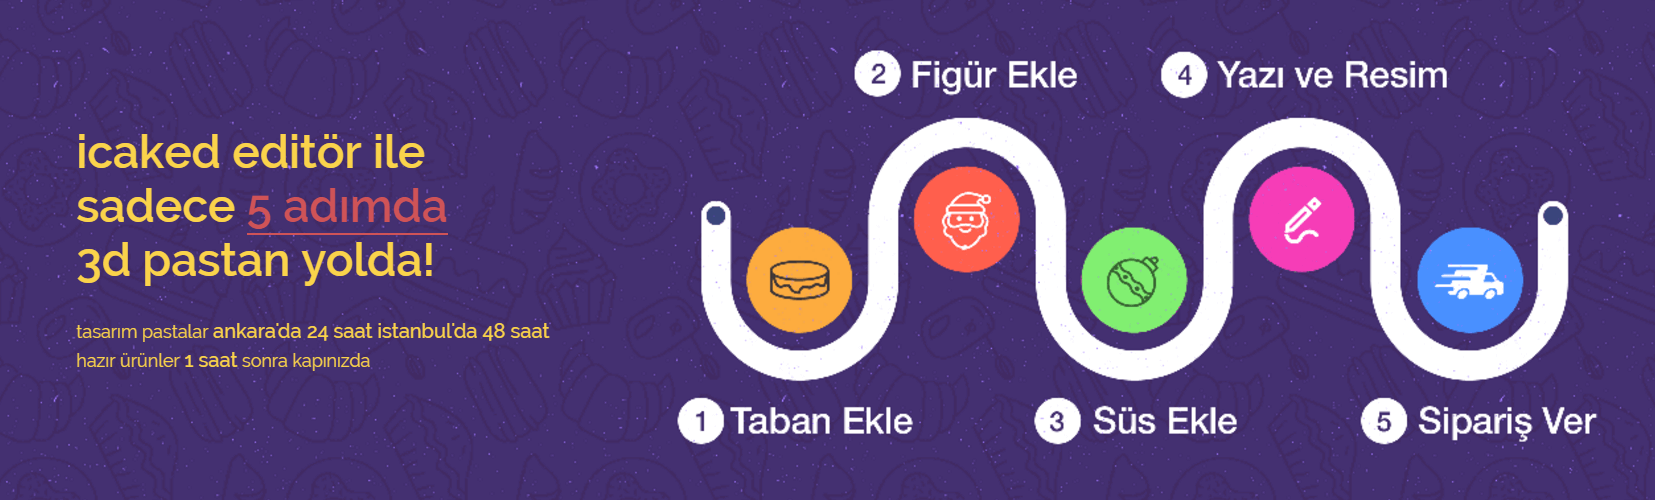 icaked editör ile
sadece 5 adımda
3d pastan yolda!
tasarım pastalar ankara'da 24 saat istanbul'da 48 saat
hazır ürünler 1 saat sonra kapınızda
1 Taban Ekle
2 Figür Ekle
3 Süs Ekle
4 Yazı ve Resim
5 Sipariş Ver